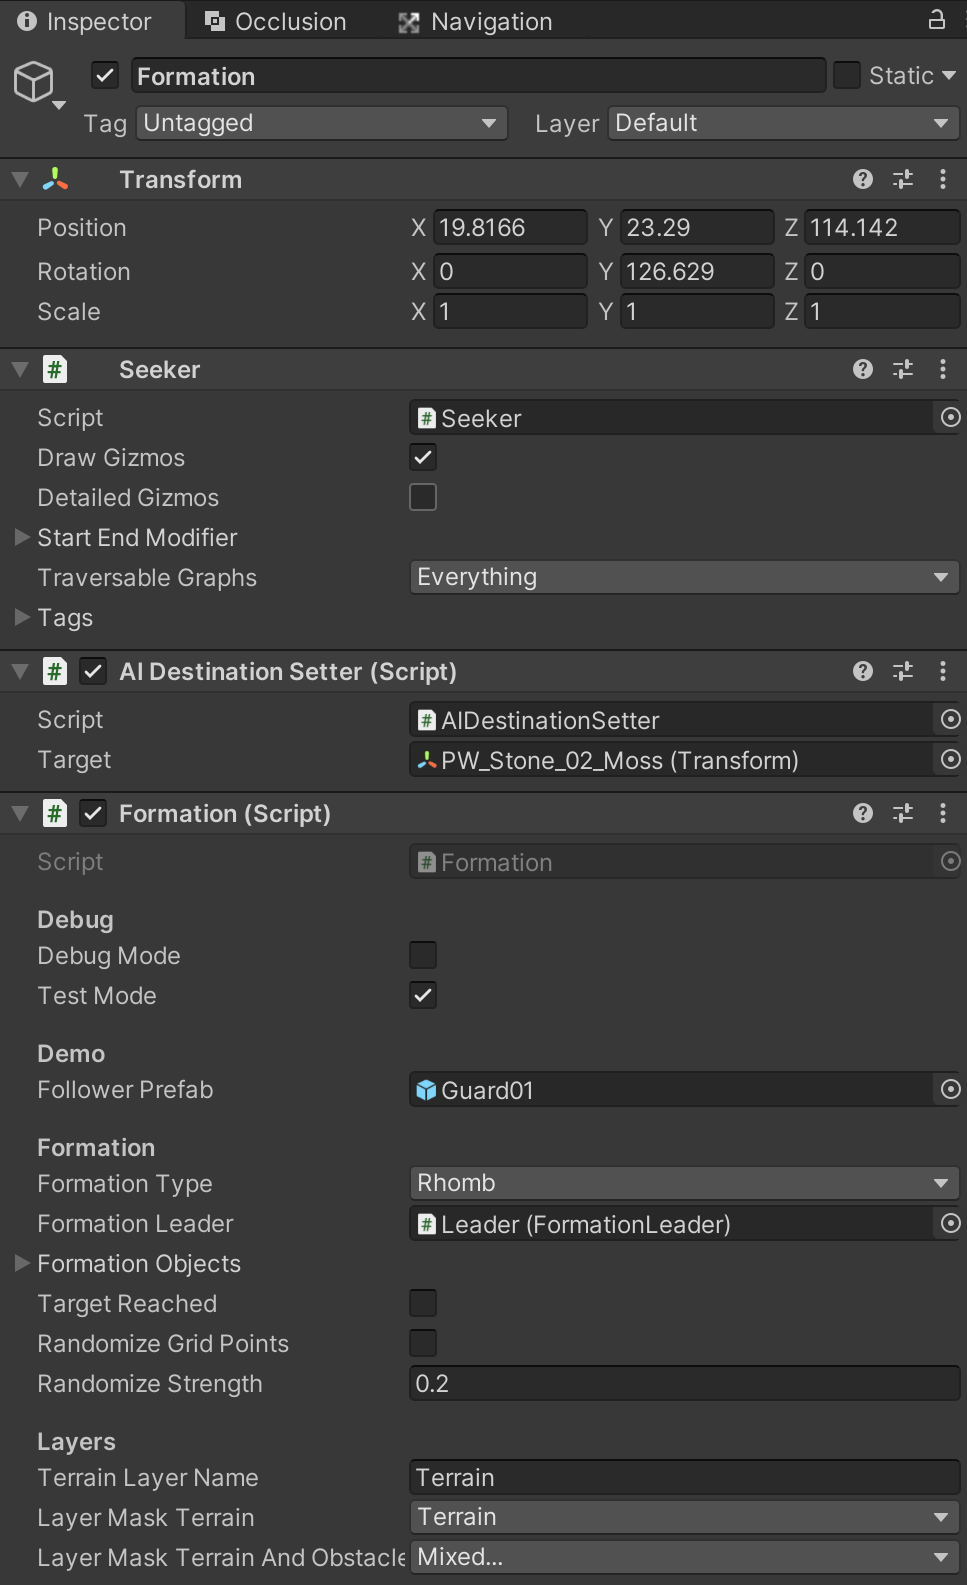 Inspector Occlusion Navigation
Formation Static
Tag Untagged Layer Default
Transform
Position X 19.8166 Y 23.29 Z 114.142
Rotation X 0 Y 126.629 Z 0
Scale X 1 Y 1 Z 1
# Seeker
Script # Seeker
Draw Gizmos
Detailed Gizmos
Start End Modifier
Traversable Graphs Everything
Tags
# AI Destination Setter (Script)
Script # AIDestinationSetter
Target PW_Stone_02_Moss (Transform)
# Formation (Script)
Script # Formation
Debug
Debug Mode
Test Mode
Demo
Follower Prefab Guard01
Formation
Formation Type Rhomb
Formation Leader # Leader (FormationLeader)
Formation Objects
Target Reached
Randomize Grid Points
Randomize Strength 0.2
Layers
Terrain Layer Name Terrain
Layer Mask Terrain Terrain
Layer Mask Terrain And Obstacle Mixed...